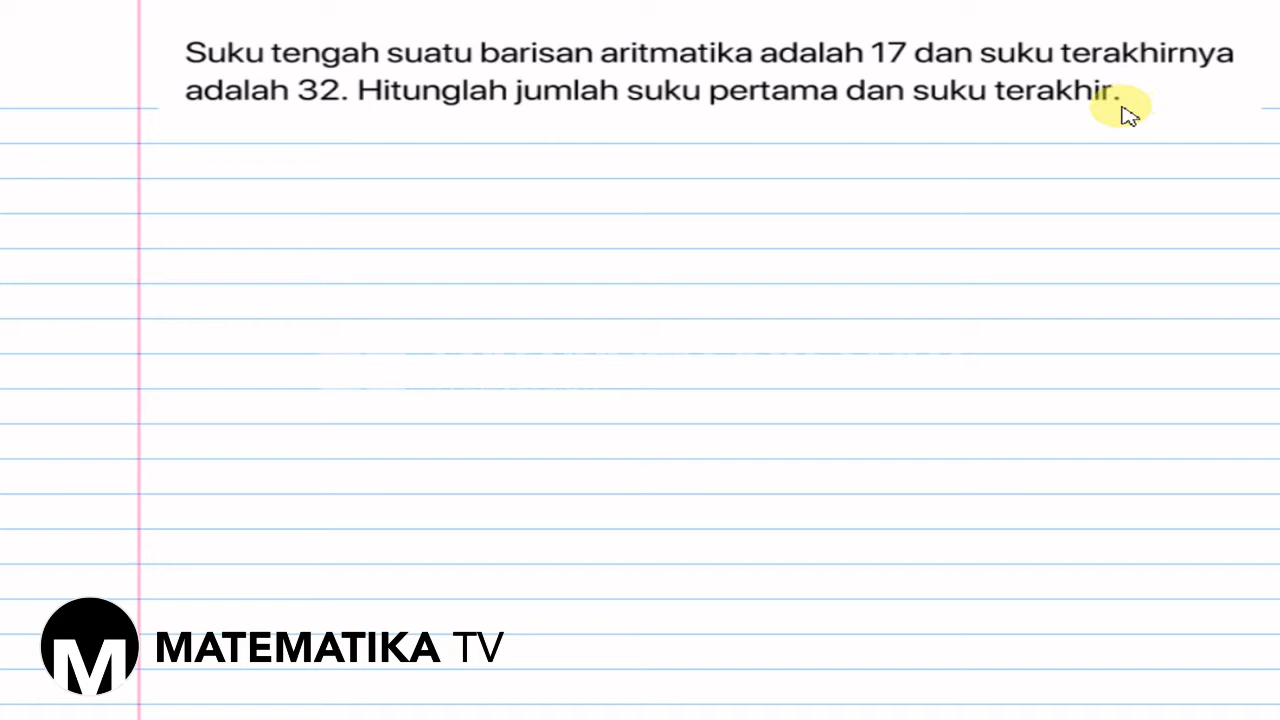 Suku tengah suatu barisan aritmatika adalah 17 dan suku terakhirnya
adalah 32. Hitunglah jumlah suku pertama dan suku terakhir.
M MATEMATIKA TV